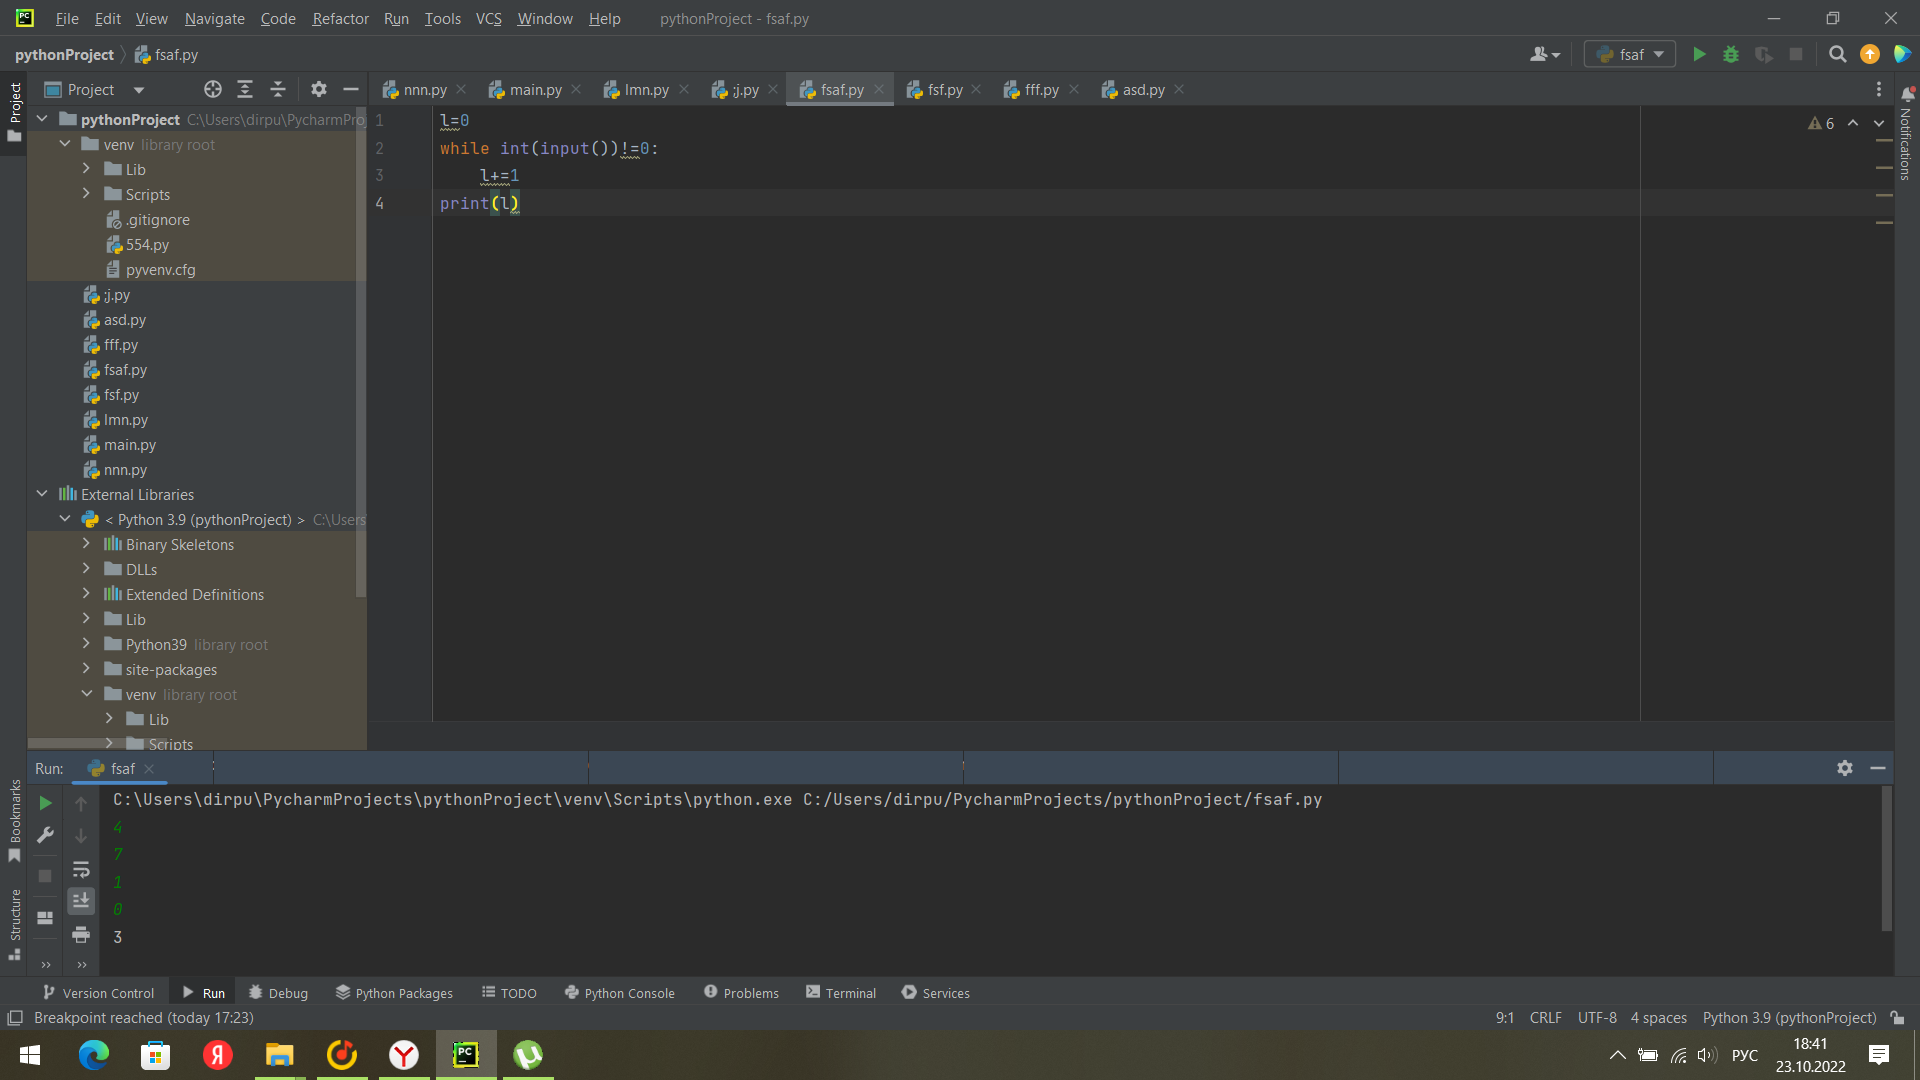 File Edit View Navigate Code Refactor Run Tools VCS Window Help pythonProject - fsaf.py
pythonProject fsaf.py fsaf
Project nnn.py main.py lmn.py ;j.py fsaf.py fsf.py fff.py asd.py
Project
Notifications
pythonProject C:\Users\dirpu\PycharmPro
venv library root
Lib
Scripts
.gitignore
554.py
pyvenv.cfg
;j.py
asd.py
fff.py
fsaf.py
fsf.py
lmn.py
main.py
nnn.py
External Libraries
< Python 3.9 (pythonProject) > C:\Users
Binary Skeletons
DLLs
Extended Definitions
Lib
Python39 library root
site-packages
venv library root
Lib
Scripts
1 l=0
2 while int(input())!=0:
3 l+=1
4 print(l)
6
Run: fsaf
Bookmarks
Structure
C:\Users\dirpu\PycharmProjects\pythonProject\venv\Scripts\python.exe C:/Users/dirpu/PycharmProjects/pythonProject/fsaf.py
4
7
1
0
3
Version Control Run Debug Python Packages TODO Python Console Problems Terminal Services
Breakpoint reached (today 17:23) 9:1 CRLF UTF-8 4 spaces Python 3.9 (pythonProject)
РУС
18:41
23.10.2022